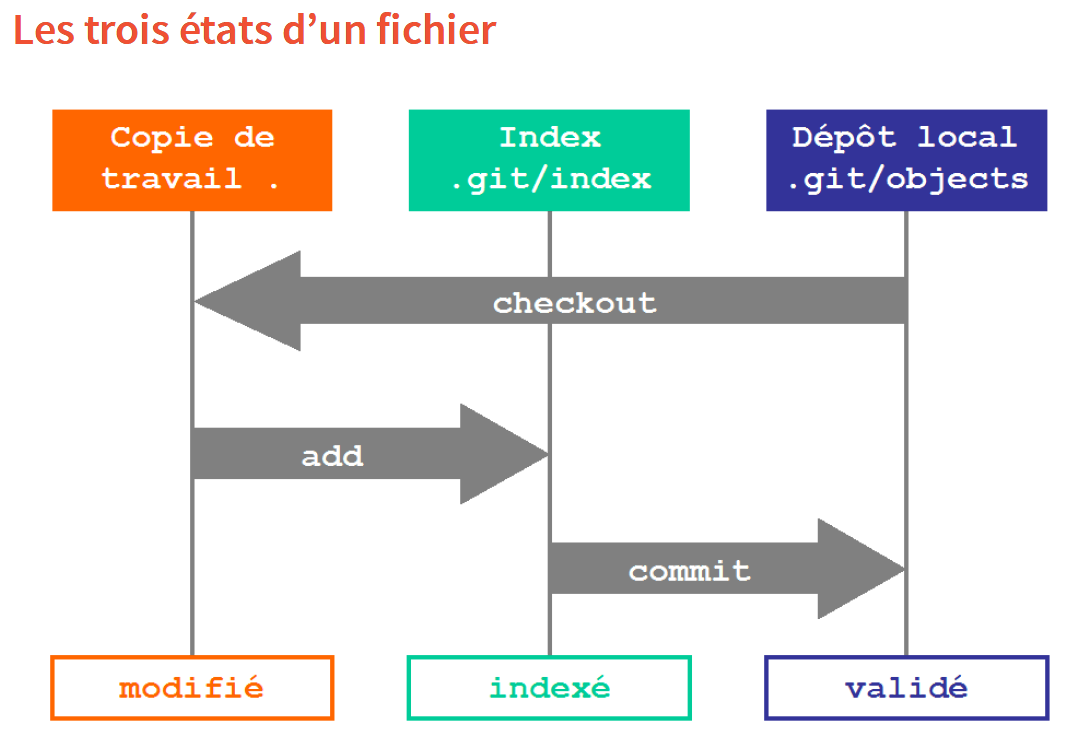 Les trois états d’un fichier
Copie de
travail .
Index
.git/index
Dépôt local
.git/objects
checkout
add
commit
modifié
indexé
validé